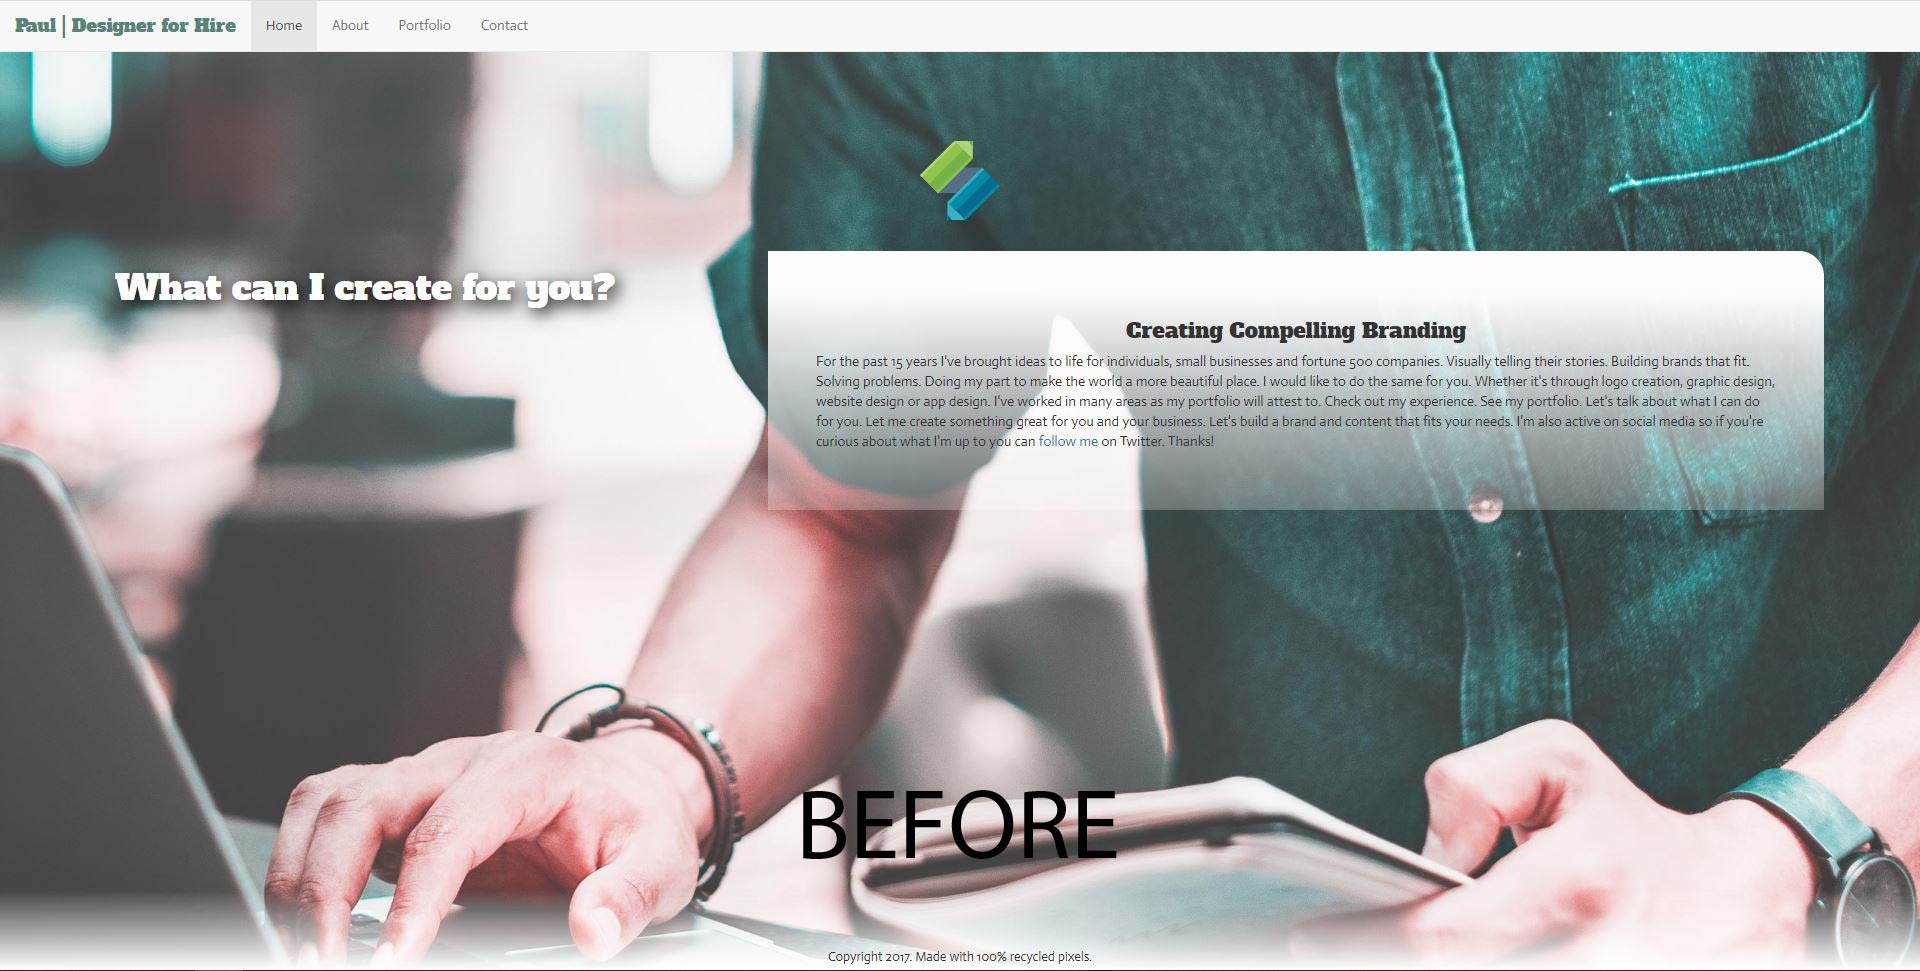 Paul | Designer for Hire Home About Portfolio Contact
What can I create for you?
Creating Compelling Branding
For the past 15 years I've brought ideas to life for individuals, small businesses and fortune 500 companies. Visually telling their stories. Building brands that fit.
Solving problems. Doing my part to make the world a more beautiful place. I would like to do the same for you. Whether it's through logo creation, graphic design,
website design or app design. I've worked in many areas as my portfolio will attest to. Check out my experience. See my portfolio. Let's talk about what I can do
for you. Let me create something great for you and your business. Let's build a brand and content that fits your needs. I'm also active on social media so if you're
curious about what I'm up to you can follow me on Twitter. Thanks!
BEFORE
Copyright 2017. Made with 100% recycled pixels.